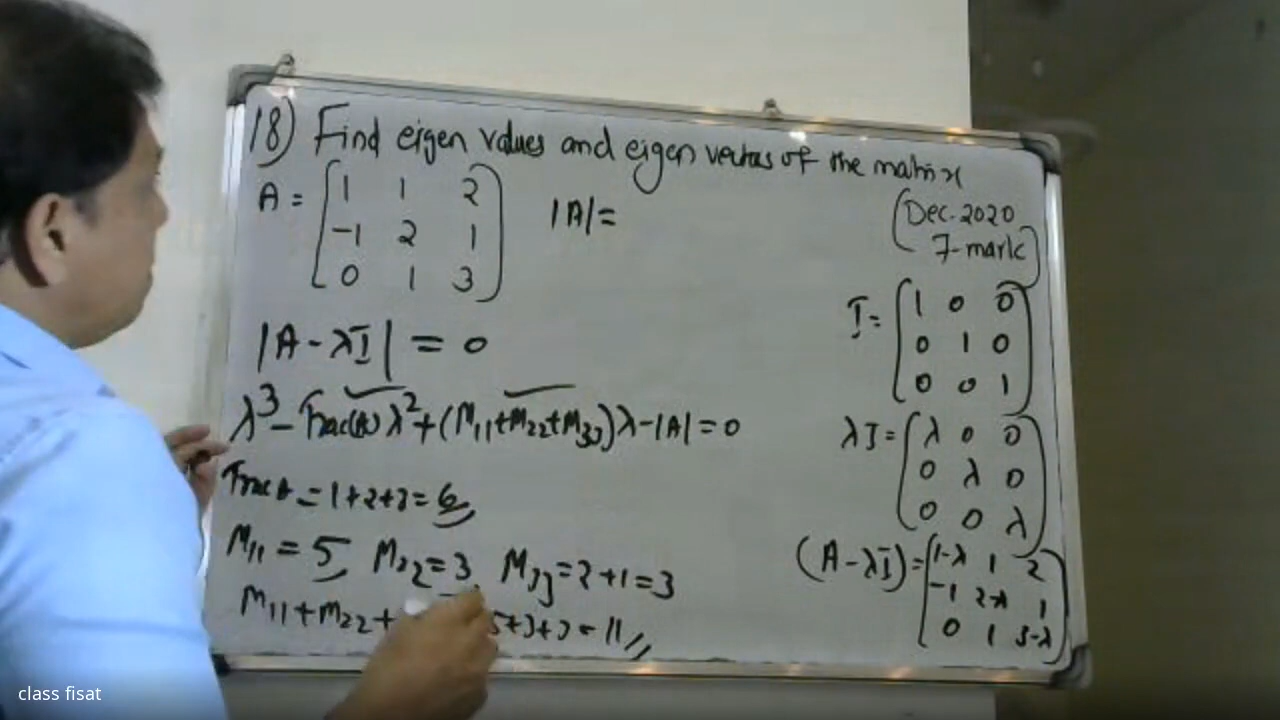 18) Find eigen values and eigen vectors of the matrix
(Dec. 2020
7-mark)
A = [1 1 2
-1 2 1
0 1 3]
|A| =
|A - λI| = 0
λ³ - Trac(A) λ² + (M₁₁+M₂₂+M₃₃)λ - |A| = 0
Trac A = 1+2+3 = 6
M₁₁ = 5, M₂₂ = 3, M₃₃ = 2+1 = 3
M₁₁+M₂₂+ 5+3+3 = 11
I = [1 0 0
0 1 0
0 0 1]
λI = [λ 0 0
0 λ 0
0 0 λ]
(A - λI) = [1-λ 1 2
-1 2-λ 1
0 1 3-λ]
class fisat